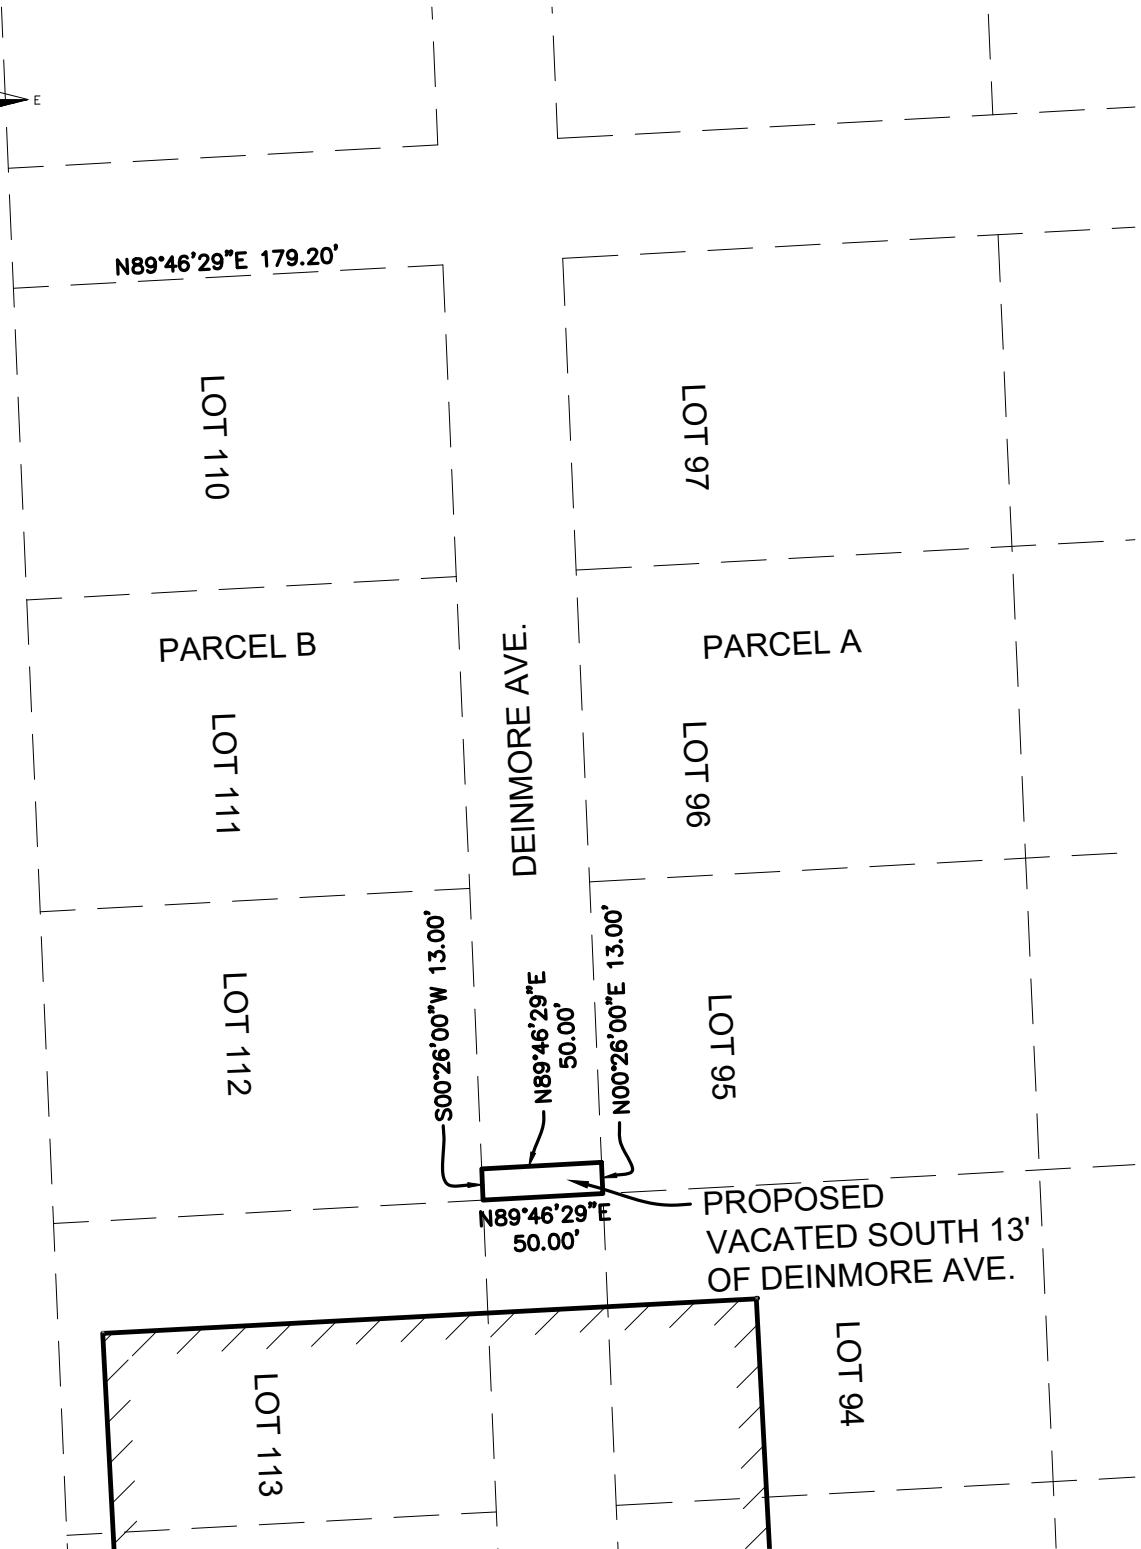 E
N89°46'29"E 179.20'
LOT 110
LOT 97
PARCEL B
PARCEL A
DEINMORE AVE.
LOT 111
LOT 96
S00°26'00"W 13.00'
N89°46'29"E
50.00'
N00°26'00"E 13.00'
LOT 112
LOT 95
N89°46'29"E
50.00'
PROPOSED
VACATED SOUTH 13'
OF DEINMORE AVE.
LOT 94
LOT 113